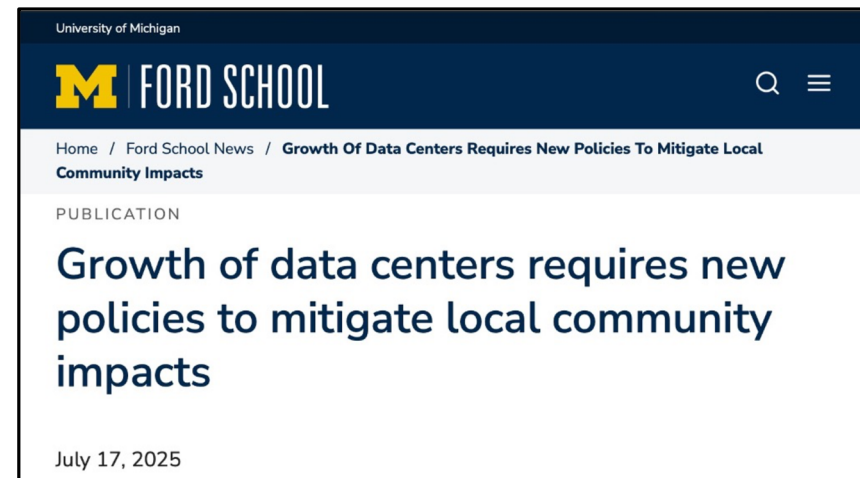 University of Michigan
M | FORD SCHOOL
Home / Ford School News / Growth Of Data Centers Requires New Policies To Mitigate Local
Community Impacts
PUBLICATION
Growth of data centers requires new
policies to mitigate local community
impacts
July 17, 2025